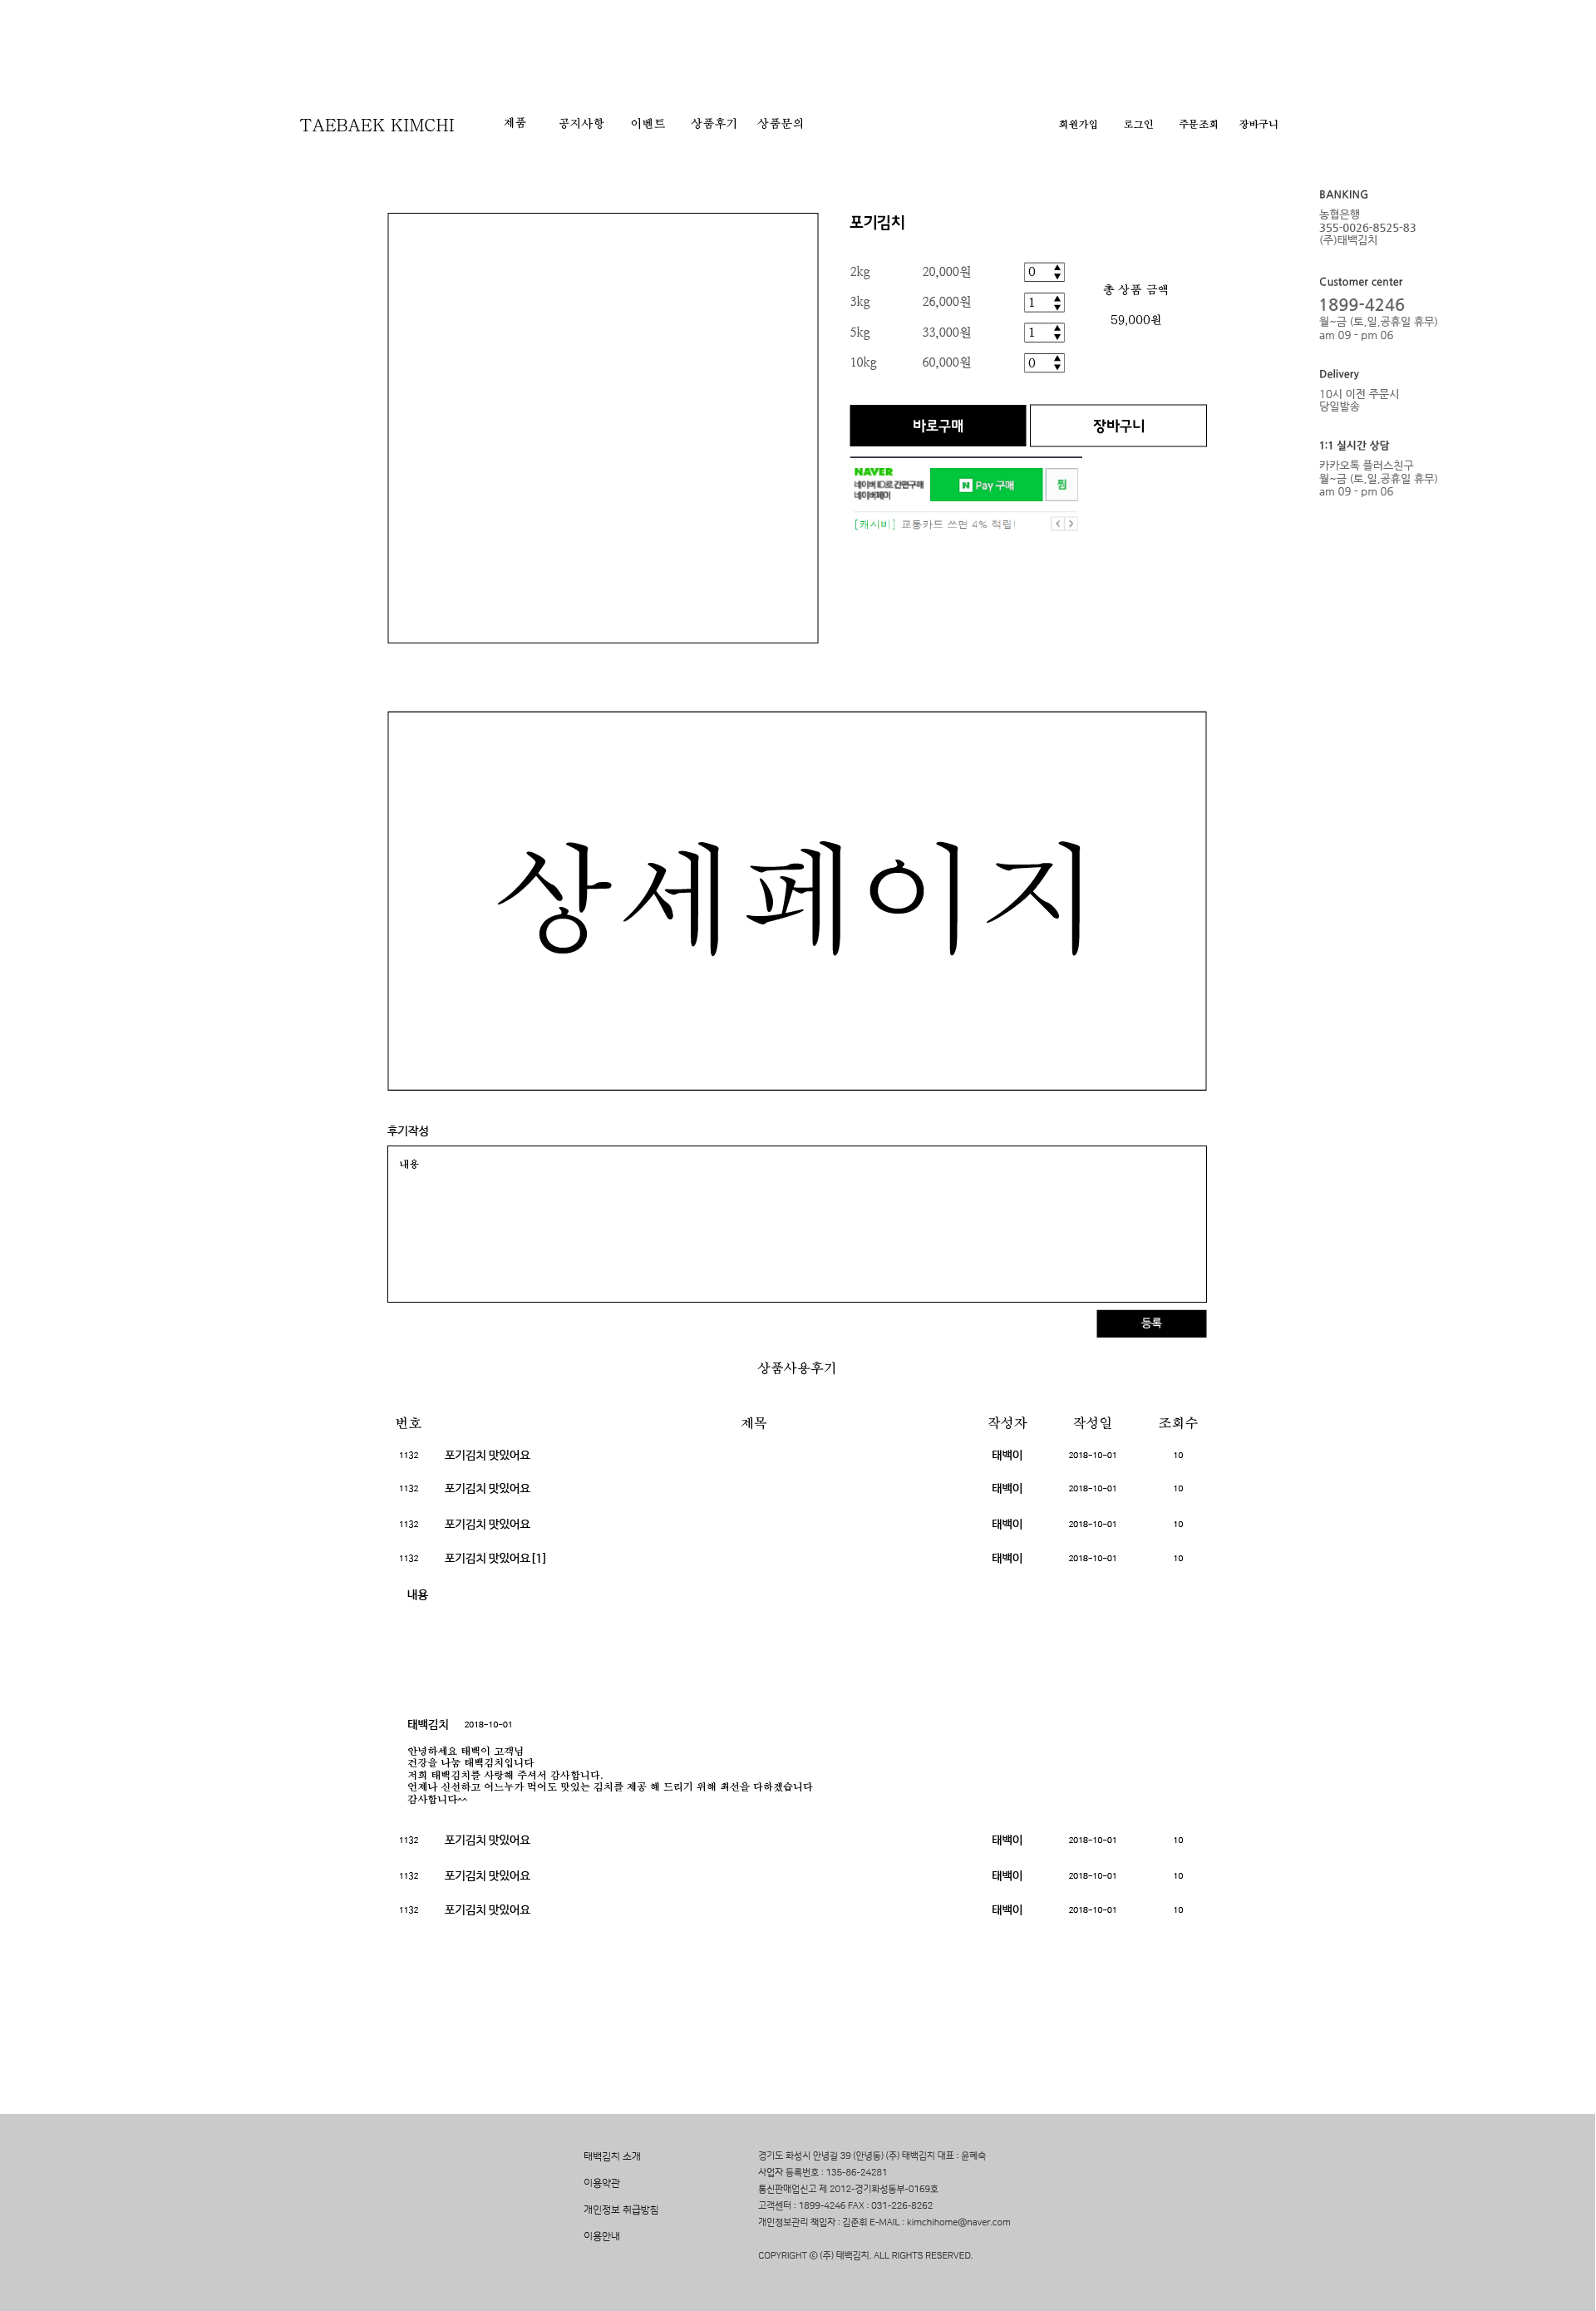 TAEBAEK KIMCHI 제품 공지사항 이벤트 상품후기 상품문의 회원가입 로그인 주문조회 장바구니
BANKING
농협은행
355-0026-8525-83
(주)태백김치
Customer center
1899-4246
월~금 (토,일,공휴일 휴무)
am 09 - pm 06
Delivery
10시 이전 주문시
당일발송
1:1 실시간 상담
카카오톡 플러스친구
월~금 (토,일,공휴일 휴무)
am 09 - pm 06
포기김치
2kg 20,000원 0
3kg 26,000원 1
5kg 33,000원 1
10kg 60,000원 0
총 상품 금액
59,000원
바로구매 장바구니
NAVER
네이버 ID로 간편구매
네이버페이
N Pay 구매 찜
[캐시비] 교통카드 쓰면 4% 적립!
상세페이지
후기작성
내용
등록
상품사용후기
번호 제목 작성자 작성일 조회수
1132 포기김치 맛있어요 태백이 2018-10-01 10
1132 포기김치 맛있어요 태백이 2018-10-01 10
1132 포기김치 맛있어요 태백이 2018-10-01 10
1132 포기김치 맛있어요[1] 태백이 2018-10-01 10
내용
태백김치 2018-10-01
안녕하세요 태백이 고객님
건강을 나눔 태백김치입니다
저희 태백김치를 사랑해 주셔서 감사합니다.
언제나 신선하고 어느누가 먹어도 맛있는 김치를 제공 해 드리기 위해 최선을 다하겠습니다
감사합니다^^
1132 포기김치 맛있어요 태백이 2018-10-01 10
1132 포기김치 맛있어요 태백이 2018-10-01 10
1132 포기김치 맛있어요 태백이 2018-10-01 10
태백김치 소개
이용약관
개인정보 취급방침
이용안내
경기도 화성시 안녕길 39 (안녕동) (주) 태백김치 대표 : 윤혜숙
사업자 등록번호 : 135-86-24281
통신판매업신고 제 2012-경기화성동부-0169호
고객센터 : 1899-4246 FAX : 031-226-8262
개인정보관리 책임자 : 김준휘 E-MAIL : kimchihome@naver.com
COPYRIGHT ⓒ (주) 태백김치. ALL RIGHTS RESERVED.